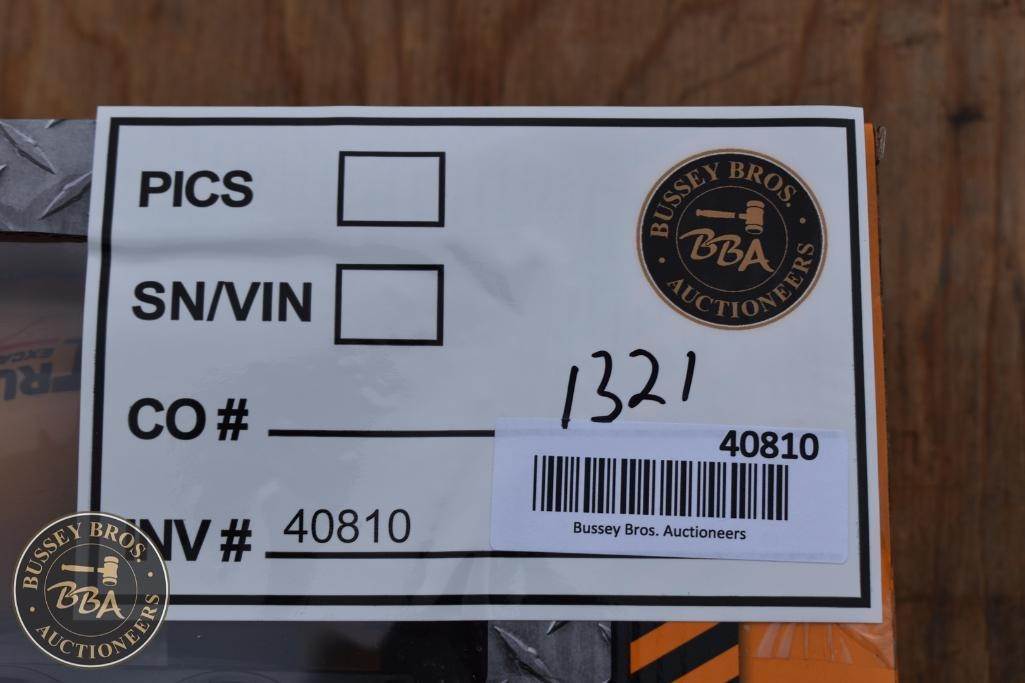 PICS
BUSSEY BROS.
BBA
AUCTIONEERS
SN/VIN
1321
CO #
40810
Bussey Bros. Auctioneers
INV # 40810
BUSSEY BROS.
BBA
AUCTIONEERS